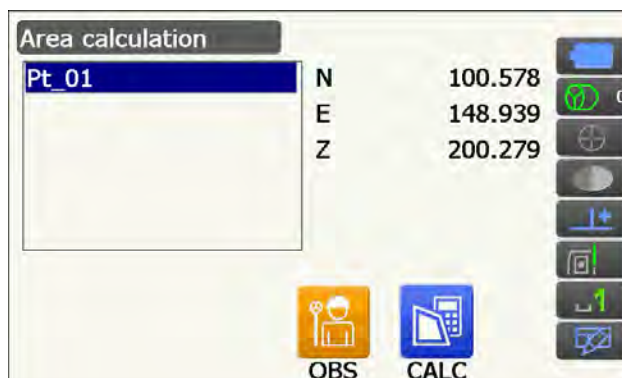 Area calculation
Pt_01
N 100.578
E 148.939
Z 200.279
OBS CALC